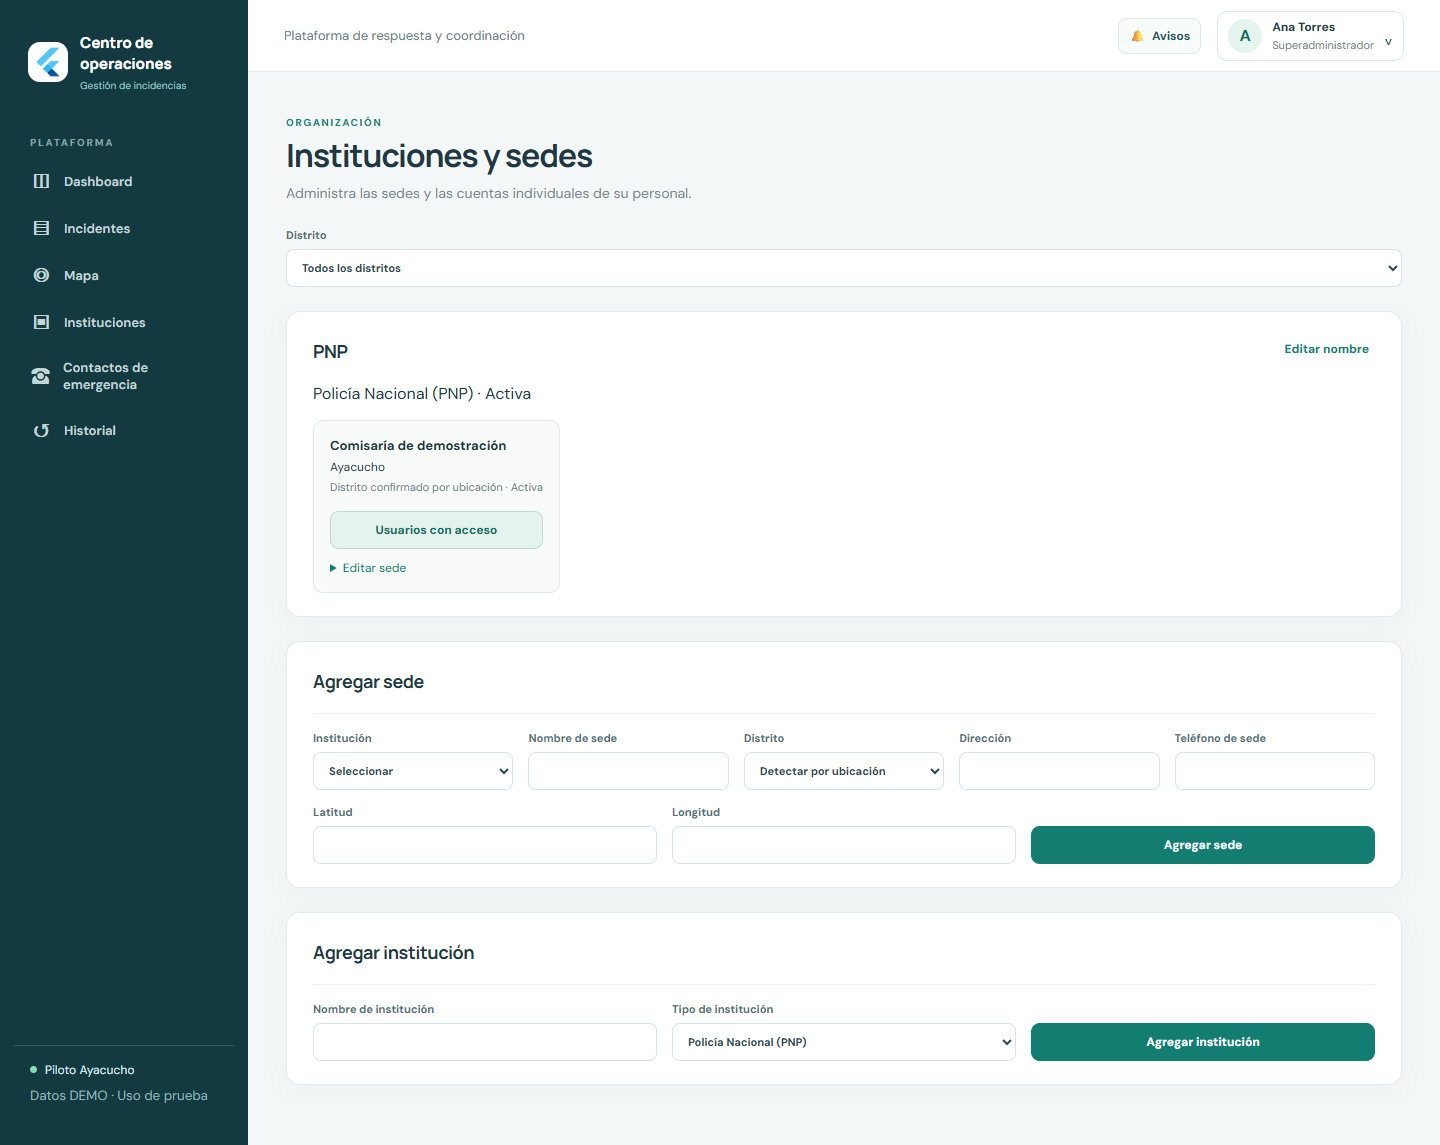 Centro de
operaciones
Gestión de incidencias
PLATAFORMA
Dashboard
Incidentes
Mapa
Instituciones
Contactos de
emergencia
Historial
Piloto Ayacucho
Datos DEMO · Uso de prueba
Plataforma de respuesta y coordinación
Avisos
A
Ana Torres
Superadministrador
v
ORGANIZACIÓN
Instituciones y sedes
Administra las sedes y las cuentas individuales de su personal.
Distrito
Todos los distritos
PNP
Editar nombre
Policía Nacional (PNP) · Activa
Comisaría de demostración
Ayacucho
Distrito confirmado por ubicación · Activa
Usuarios con acceso
Editar sede
Agregar sede
Institución
Nombre de sede
Distrito
Dirección
Teléfono de sede
Seleccionar
Detectar por ubicación
Latitud
Longitud
Agregar sede
Agregar institución
Nombre de institución
Tipo de institución
Policía Nacional (PNP)
Agregar institución